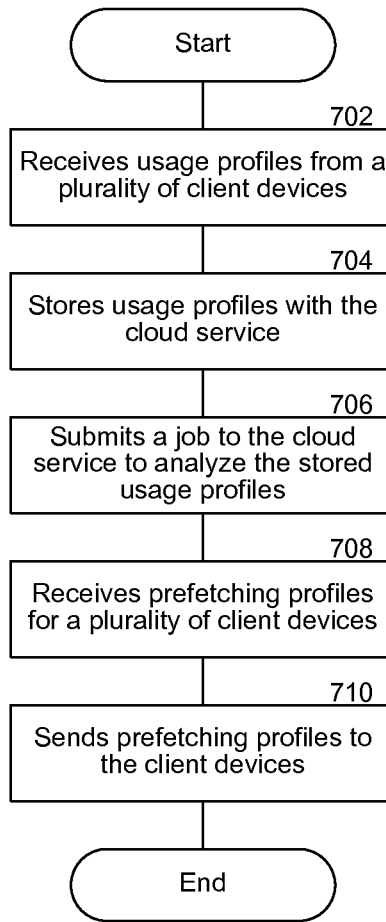 Start
702
Receives usage profiles from a
plurality of client devices
704
Stores usage profiles with the
cloud service
706
Submits a job to the cloud
service to analyze the stored
usage profiles
708
Receives prefetching profiles
for a plurality of client devices
710
Sends prefetching profiles to
the client devices
End